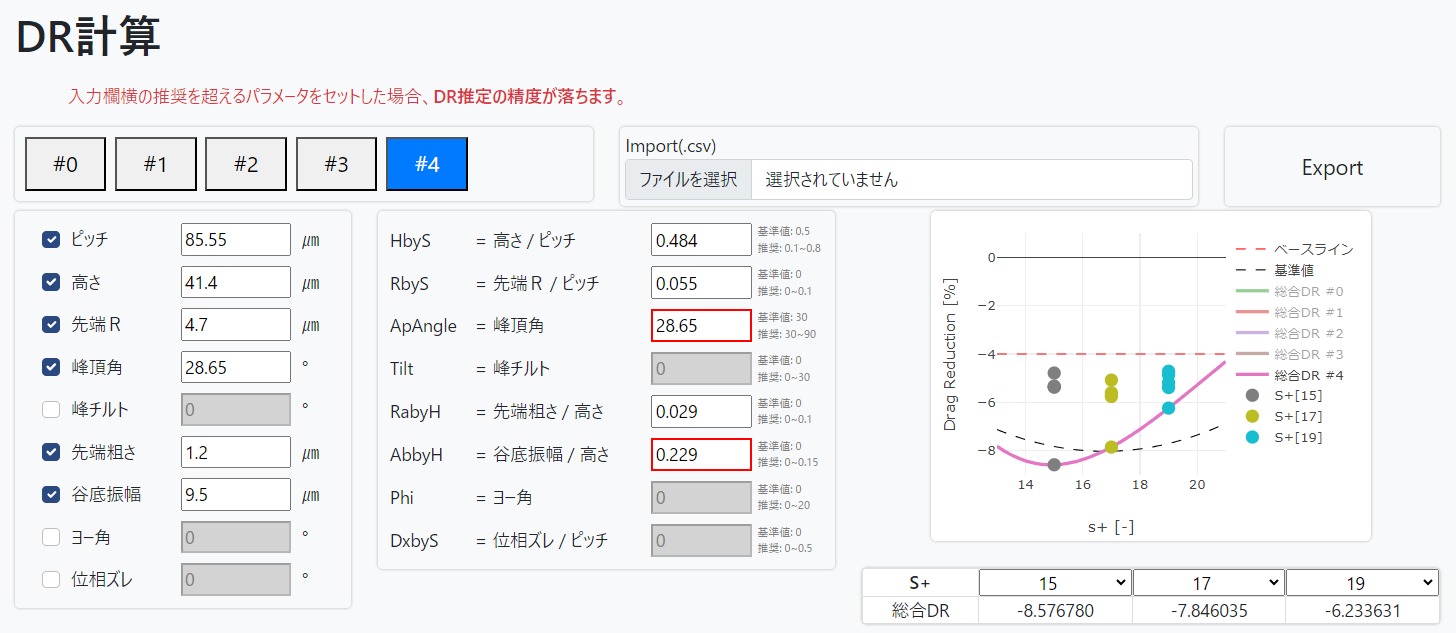 DR計算
入力欄横の推奨を超えるパラメータをセットした場合、DR推定の精度が落ちます。
#0 #1 #2 #3 #4
Import(.csv)
ファイルを選択 選択されていません
Export
ピッチ 85.55 μm
高さ 41.4 μm
先端R 4.7 μm
峰頂角 28.65 °
峰チルト 0 °
先端粗さ 1.2 μm
谷底振幅 9.5 μm
ヨー角 0 °
位相ズレ 0 °
HbyS = 高さ / ピッチ 0.484 基準値: 0.5
推奨: 0.1~0.8
RbyS = 先端R / ピッチ 0.055 基準値: 0
推奨: 0~0.1
ApAngle = 峰頂角 28.65 基準値: 30
推奨: 30~90
Tilt = 峰チルト 0 基準値: 0
推奨: 0~30
RabyH = 先端粗さ / 高さ 0.029 基準値: 0
推奨: 0~0.1
AbbyH = 谷底振幅 / 高さ 0.229 基準値: 0
推奨: 0~0.15
Phi = ヨー角 0 基準値: 0
推奨: 0~20
DxbyS = 位相ズレ / ピッチ 0 基準値: 0
推奨: 0~0.5
Drag Reduction [%]
0
−2
−4
−6
−8
14 16 18 20
s+ [-]
ベースライン
基準値
総合DR #0
総合DR #1
総合DR #2
総合DR #3
総合DR #4
S+[15]
S+[17]
S+[19]
S+ 15 17 19
総合DR -8.576780 -7.846035 -6.233631